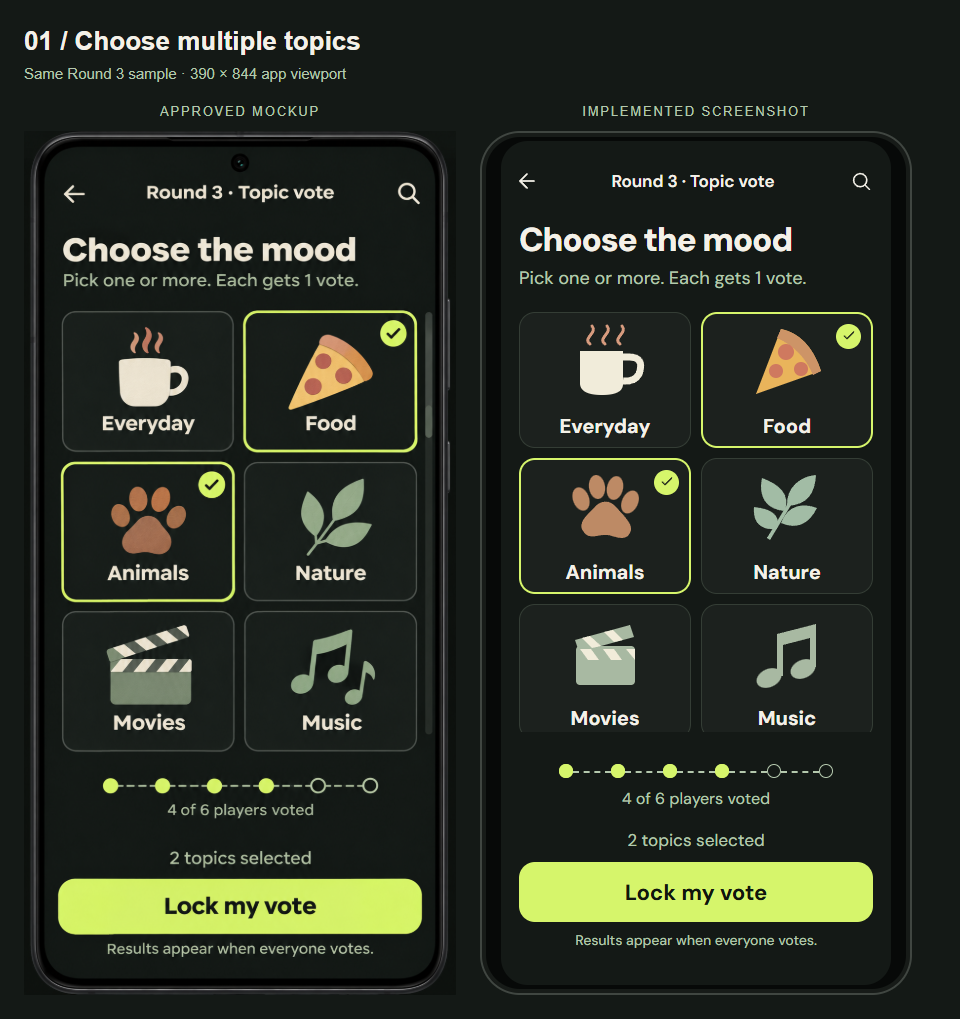 01 / Choose multiple topics
Same Round 3 sample · 390 × 844 app viewport
APPROVED MOCKUP
Round 3 · Topic vote
Choose the mood
Pick one or more. Each gets 1 vote.
Everyday
Food
Animals
Nature
Movies
Music
4 of 6 players voted
2 topics selected
Lock my vote
Results appear when everyone votes.
IMPLEMENTED SCREENSHOT
Round 3 · Topic vote
Choose the mood
Pick one or more. Each gets 1 vote.
Everyday
Food
Animals
Nature
Movies
Music
4 of 6 players voted
2 topics selected
Lock my vote
Results appear when everyone votes.